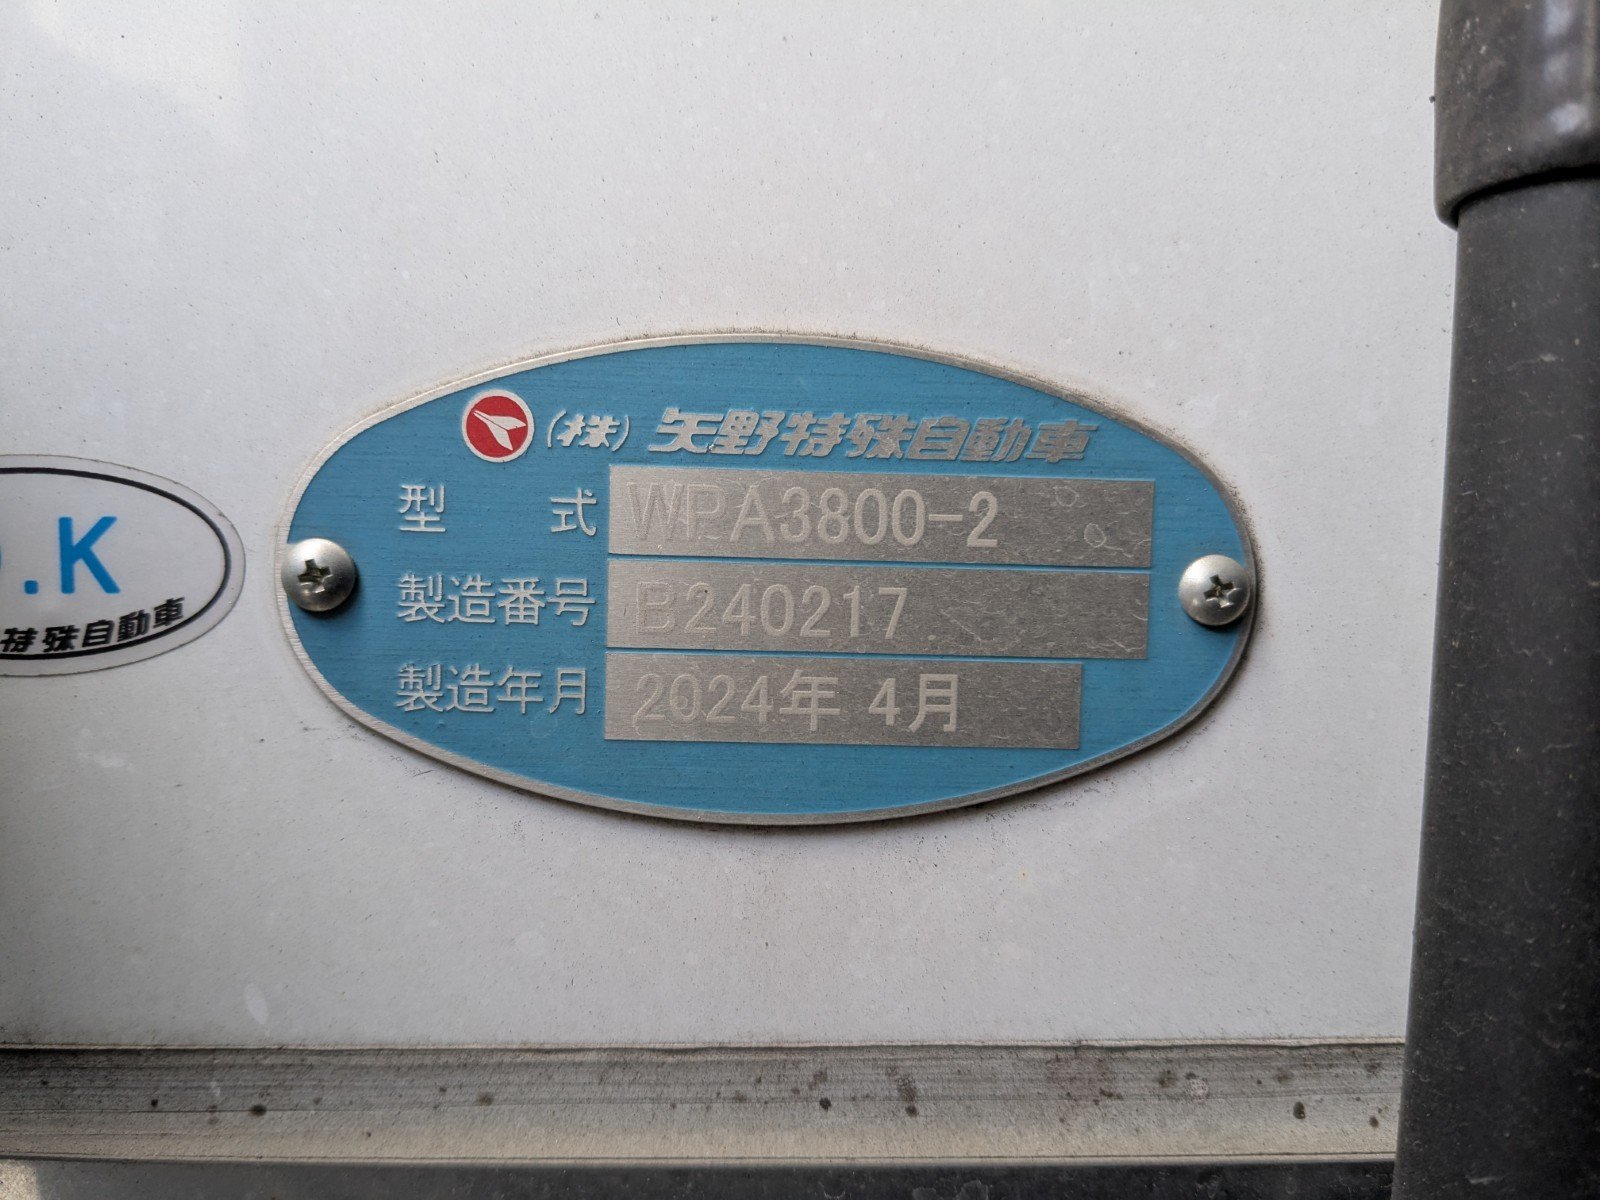 (株) 矢野特殊自動車
型 式 WPA3800-2
製造番号 B240217
製造年月 2024年 4月
.K
特殊自動車